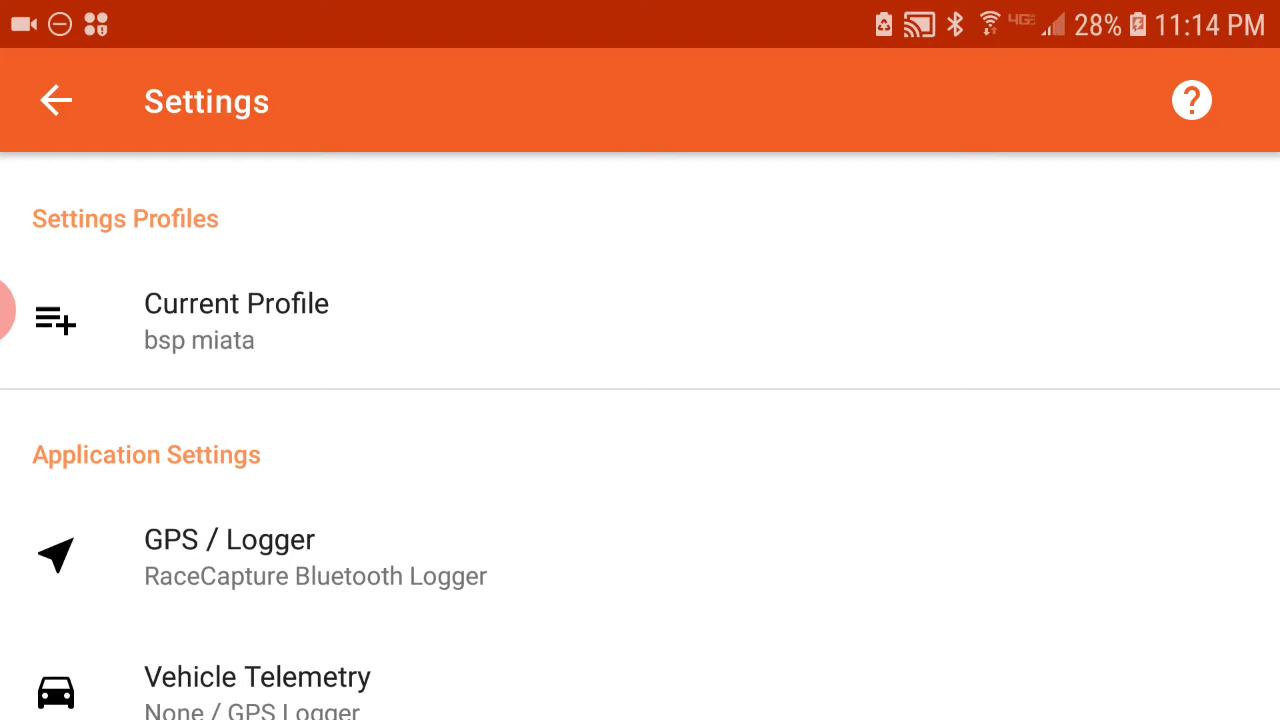 4GE 28% 11:14 PM
Settings
Settings Profiles
Current Profile
bsp miata
Application Settings
GPS / Logger
RaceCapture Bluetooth Logger
Vehicle Telemetry
None / GPS Logger